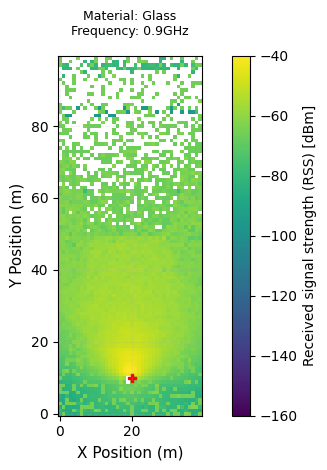 Material: Glass
Frequency: 0.9GHz
Y Position (m)
80
60
40
20
0
0
20
X Position (m)
−40
−60
−80
−100
−120
−140
−160
Received signal strength (RSS) [dBm]